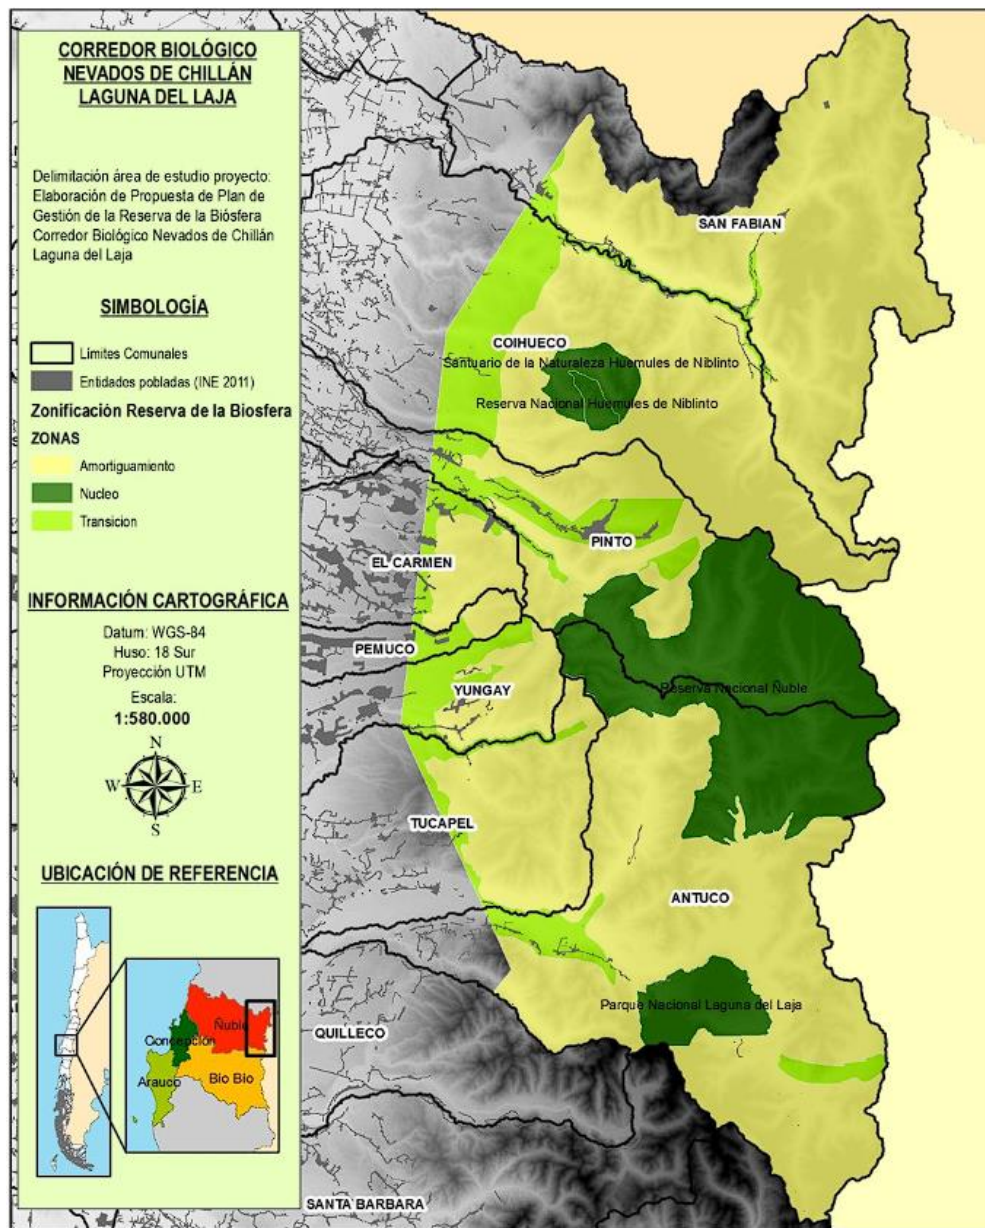 CORREDOR BIOLÓGICO
NEVADOS DE CHILLÁN
LAGUNA DEL LAJA
Delimitación área de estudio proyecto:
Elaboración de Propuesta de Plan de
Gestión de la Reserva de la Biósfera
Corredor Biológico Nevados de Chillán
Laguna del Laja
SIMBOLOGÍA
Límites Comunales
Entidades pobladas (INE 2011)
Zonificación Reserva de la Biosfera
ZONAS
Amortiguamiento
Nucleo
Transicion
INFORMACIÓN CARTOGRÁFICA
Datum: WGS-84
Huso: 18 Sur
Proyección UTM
Escala:
1:580.000
N
W E
S
UBICACIÓN DE REFERENCIA
Ñuble
Concepción
Arauco
Bio Bio
SAN FABIAN
COIHUECO
Santuario de la Naturaleza Huemules de Niblinto
Reserva Nacional Huemules de Niblinto
PINTO
EL CARMEN
PEMUCO
YUNGAY
Reserva Nacional Ñuble
TUCAPEL
ANTUCO
Parque Nacional Laguna del Laja
QUILLECO
SANTA BARBARA